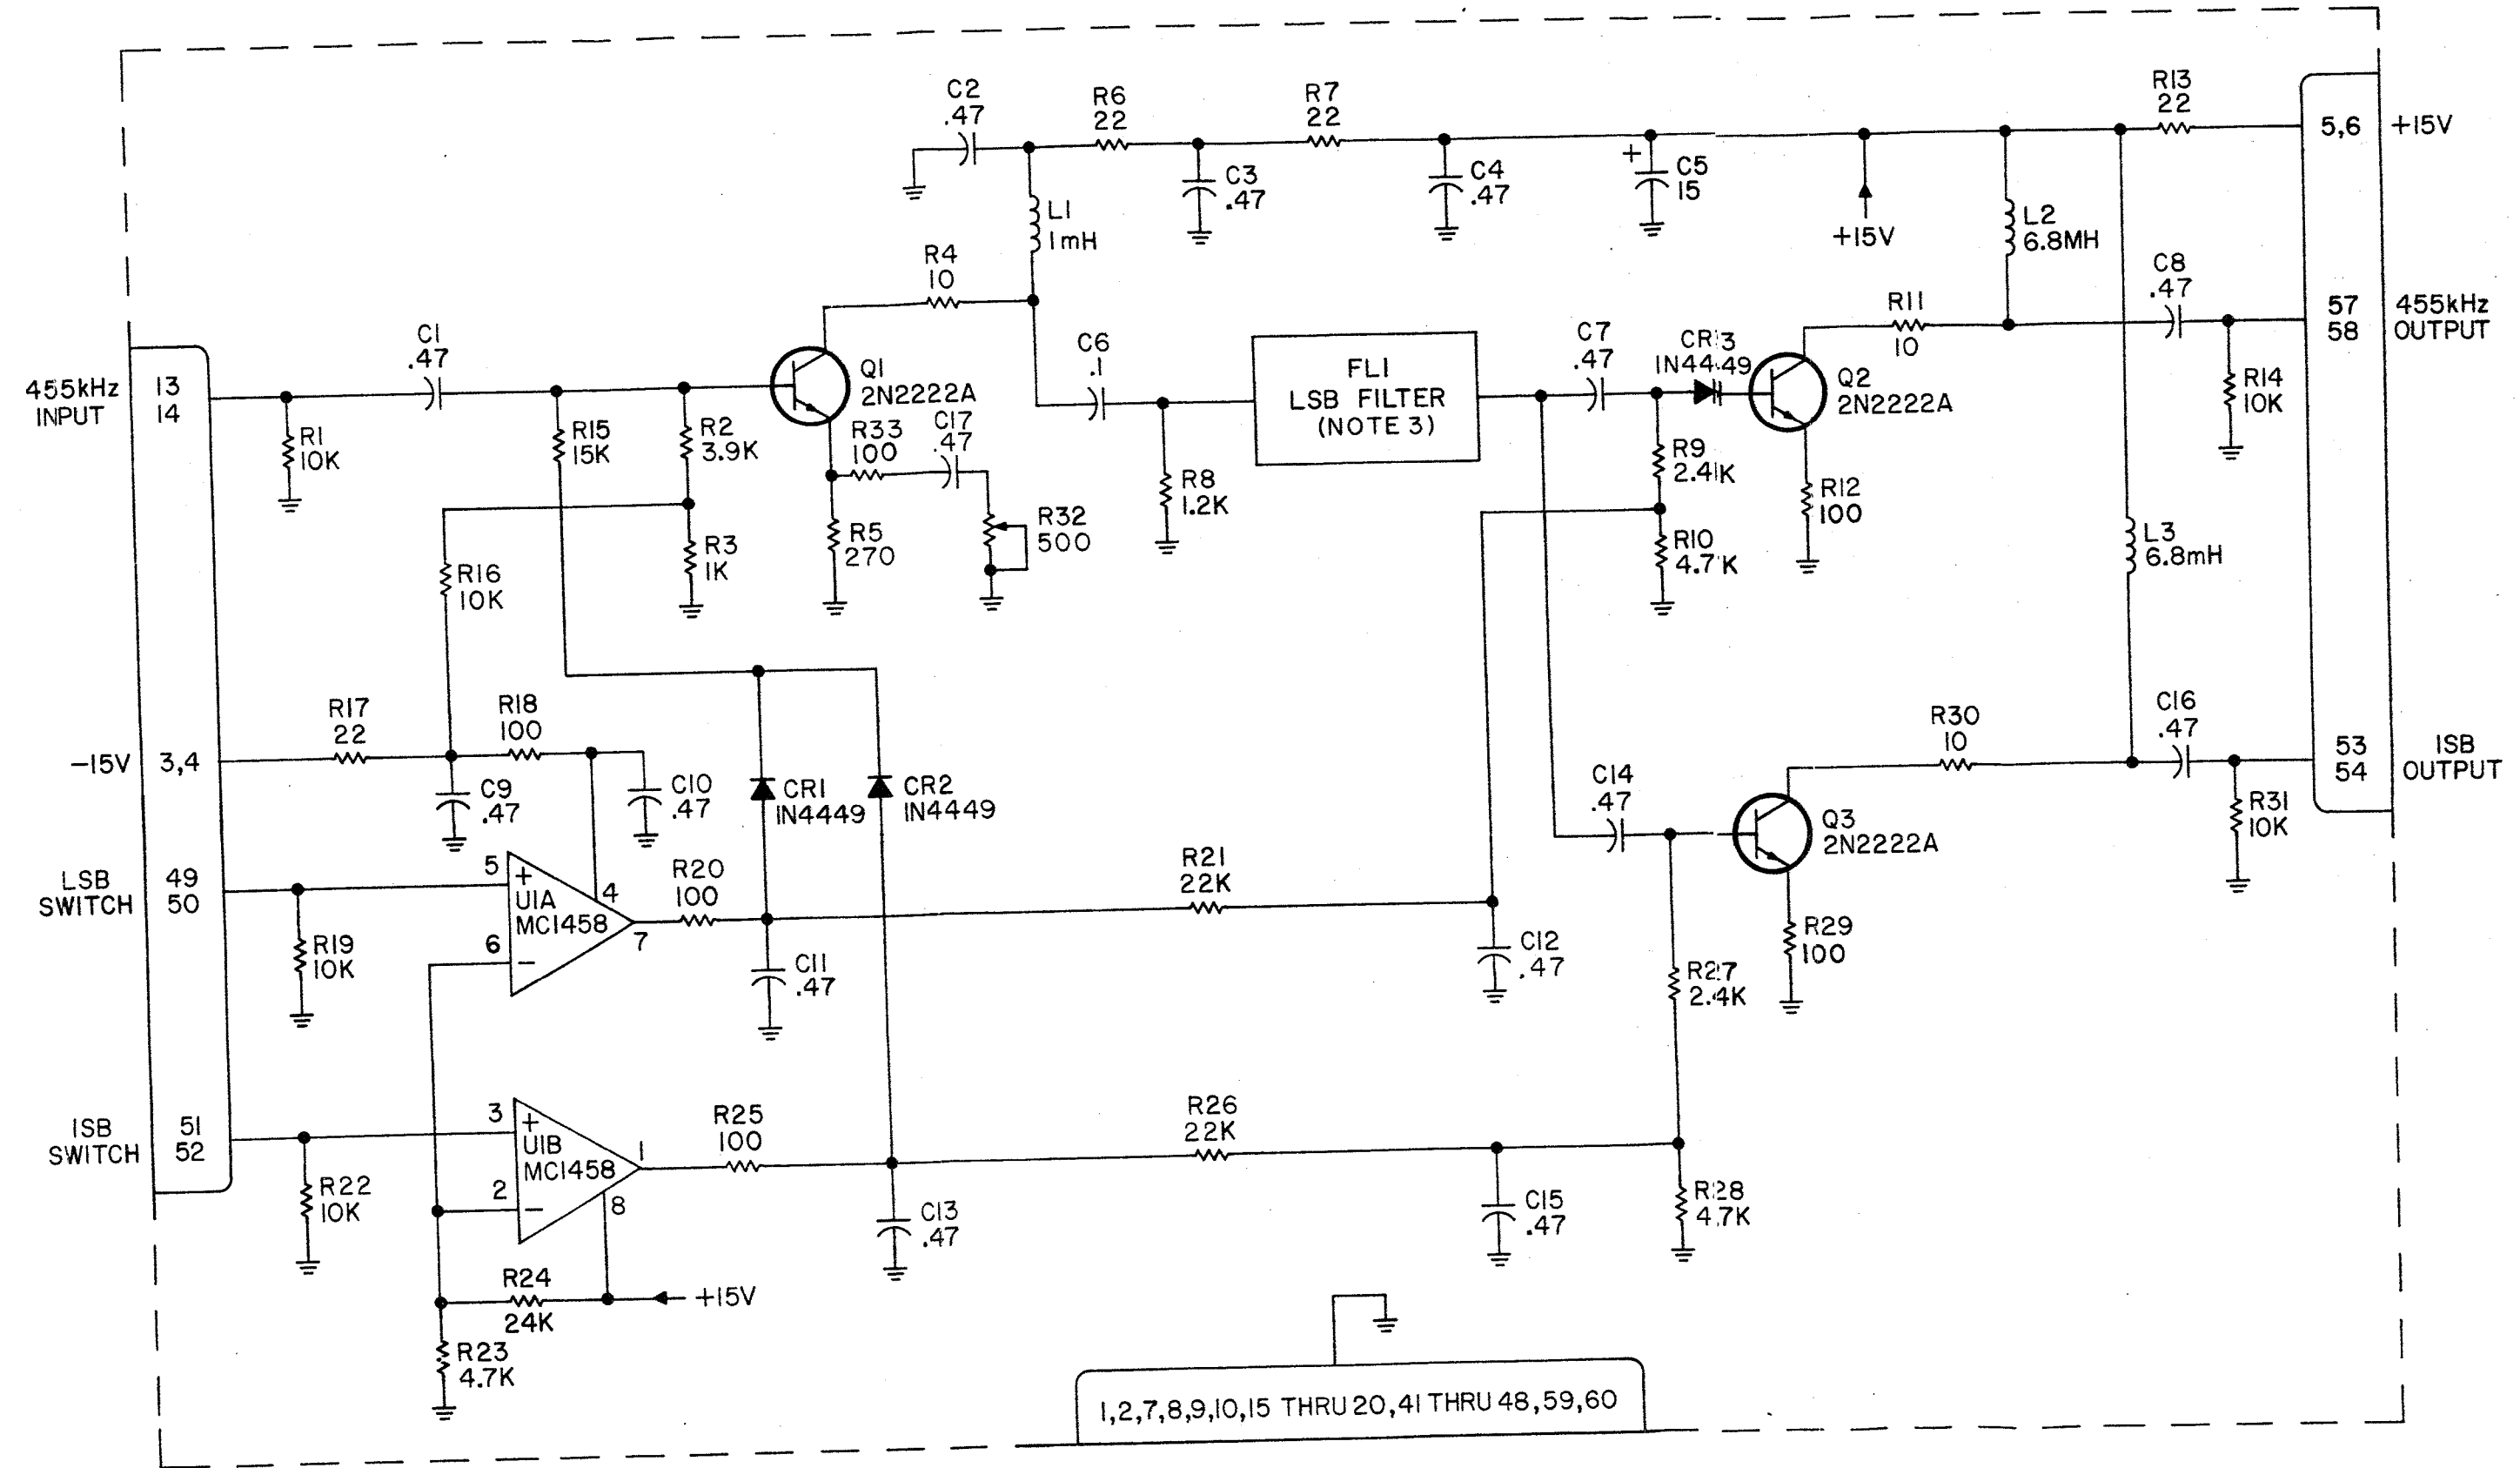 C2
.47
R6
22
R7
22
R13
22
5,6
+15V
C3
.47
C4
.47
+
C5
15
+15V
L1
1mH
L2
6.8MH
R4
10
C8
.47
57
58
455kHz
OUTPUT
R11
10
C1
.47
C6
.1
C7
.47
CR3
IN4449
Q1
2N2222A
FL1
LSB FILTER
(NOTE 3)
Q2
2N2222A
R14
10K
455kHz
INPUT
13
14
R1
10K
R15
15K
R2
3.9K
R33
100
C17
.47
R8
1.2K
R9
2.4K
R12
100
R3
1K
R5
270
R32
500
R10
4.7K
L3
6.8mH
R16
10K
R17
22
R18
100
-15V
3,4
C9
.47
C10
.47
CR1
IN4449
CR2
IN4449
C14
.47
R30
10
C16
.47
53
54
ISB
OUTPUT
Q3
2N2222A
R31
10K
LSB
SWITCH
49
50
5
+
U1A
MC1458
4
6
-
7
R20
100
R21
22K
R19
10K
C11
.47
C12
.47
R27
2.4K
R29
100
ISB
SWITCH
51
52
3
+
U1B
MC1458
1
2
-
8
R25
100
R26
22K
R22
10K
C13
.47
C15
.47
R28
4.7K
R24
24K
+15V
R23
4.7K
1,2,7,8,9,10,15 THRU 20,41 THRU 48,59,60